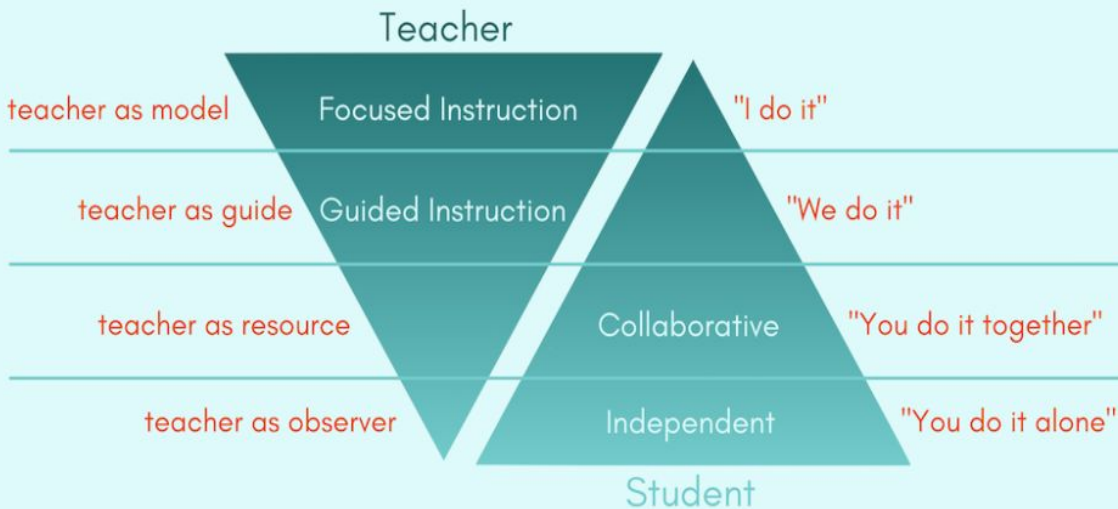 Teacher
teacher as model Focused Instruction "I do it"
teacher as guide Guided Instruction "We do it"
teacher as resource Collaborative "You do it together"
teacher as observer Independent "You do it alone"
Student